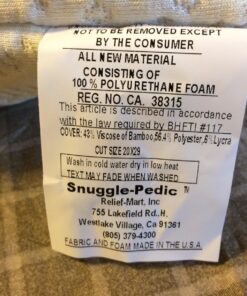 NOT TO BE REMOVED EXCEPT
BY THE CONSUMER
ALL NEW MATERIAL
CONSISTING OF
100 % POLYURETHANE FOAM
REG. NO. CA. 38315
This article is described in accordance
with the law required by BHFTI #117
COVER: 43% Viscose of Bamboo,56.4% Polyester,.6% Lycra
CUT SIZE 20X29
Wash in cold water dry in low heat
TEXT MAY FADE WHEN WASHED
Snuggle-Pedic ™
Relief-Mart, Inc
755 Lakefield Rd.,H,
Westlake Village, Ca 91361
(805) 379-4300
FABRIC AND FOAM MADE IN THE U.S.A.